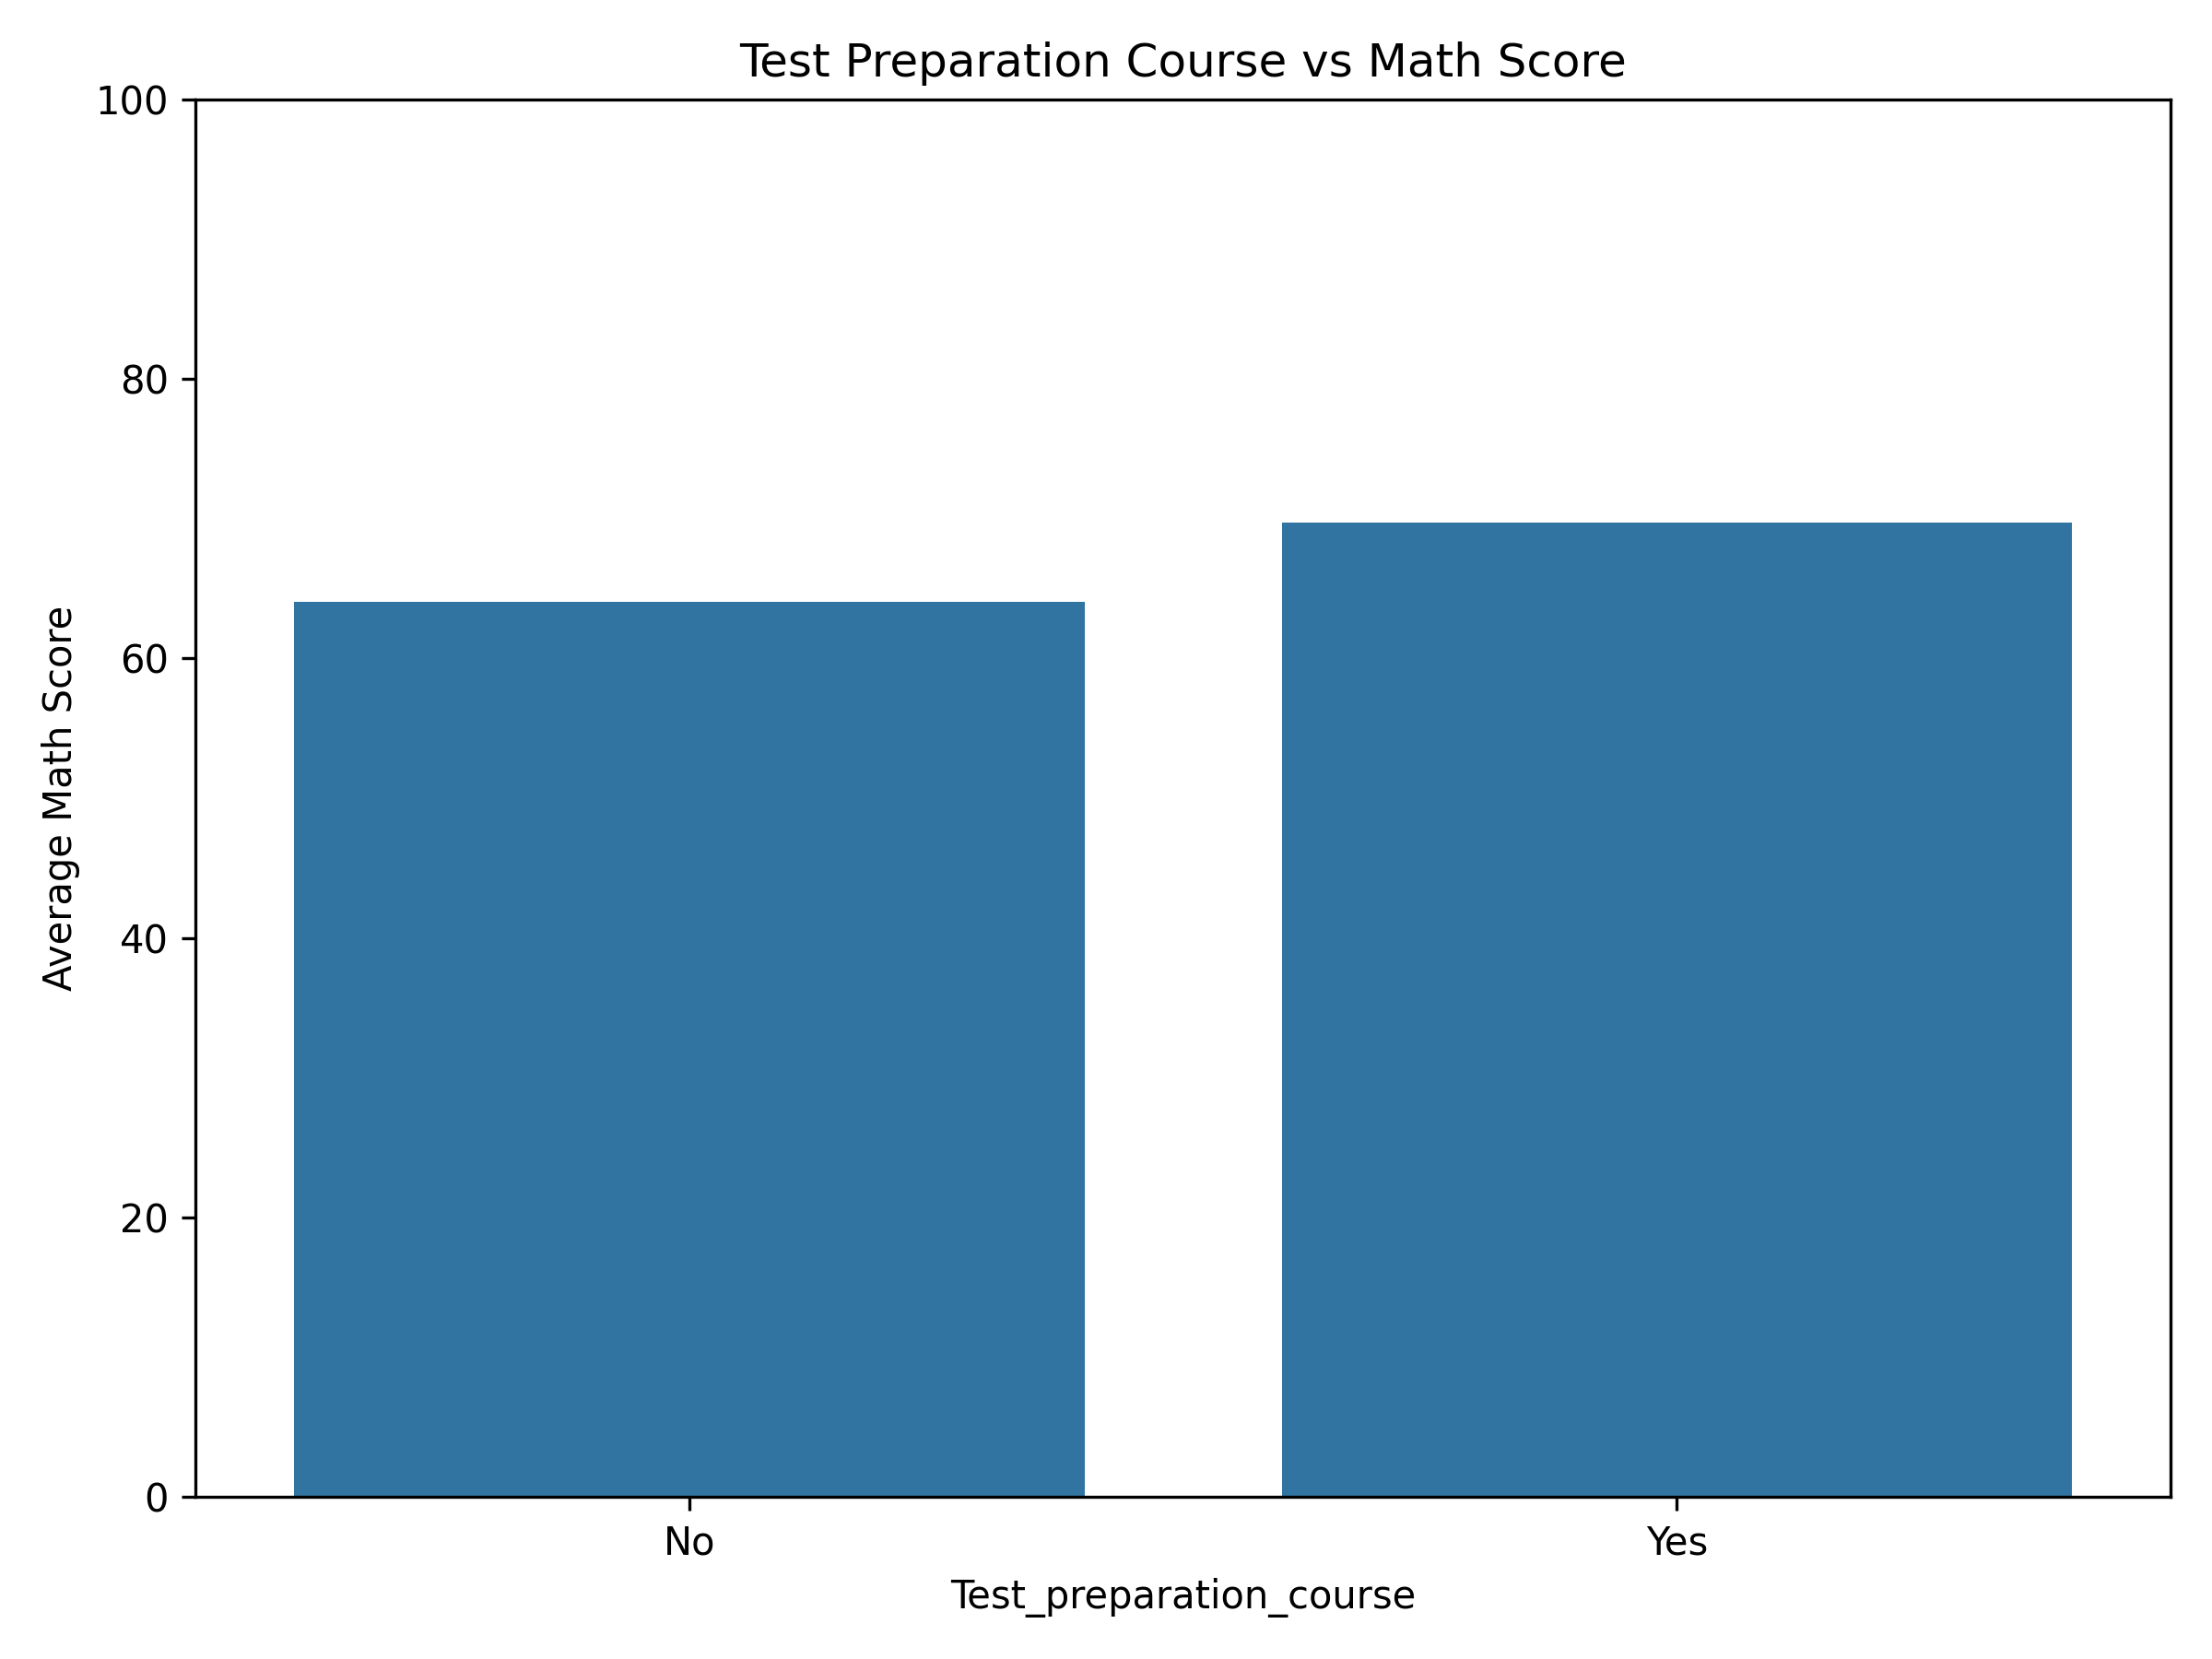 Test Preparation Course vs Math Score
100
80
60
40
20
0
Average Math Score
No
Yes
Test_preparation_course